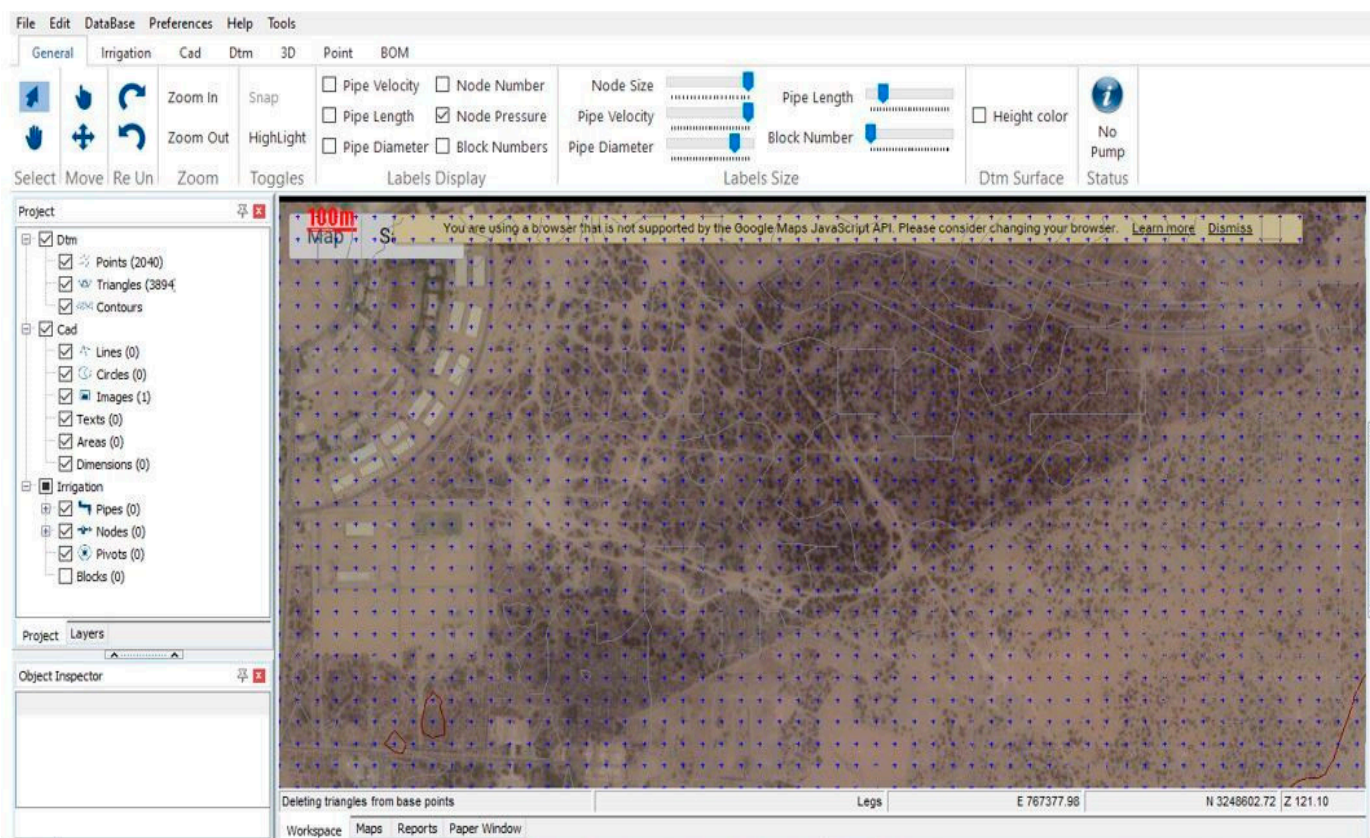 File Edit DataBase Preferences Help Tools
General Irrigation Cad Dtm 3D Point BOM
Pipe Velocity Node Number Node Size
Zoom In Snap Pipe Length
Pipe Length Node Pressure Pipe Velocity Height color
Zoom Out HighLight Block Number No
Pipe Diameter Block Numbers Pipe Diameter Pump
Select Move Re Un Zoom Toggles Labels Display Labels Size Dtm Surface Status
Project
100m
Map S
You are using a browser that is not supported by the Google Maps JavaScript API. Please consider changing your browser. Learn more Dismiss
Dtm
Points (2040)
Triangles (3894
Contours
Cad
Lines (0)
Circles (0)
Images (1)
Texts (0)
Areas (0)
Dimensions (0)
Irrigation
Pipes (0)
Nodes (0)
Pivots (0)
Blocks (0)
Project Layers
Object Inspector
Deleting triangles from base points Legs E 767377.98 N 3248602.72 Z 121.10
Workspace Maps Reports Paper Window